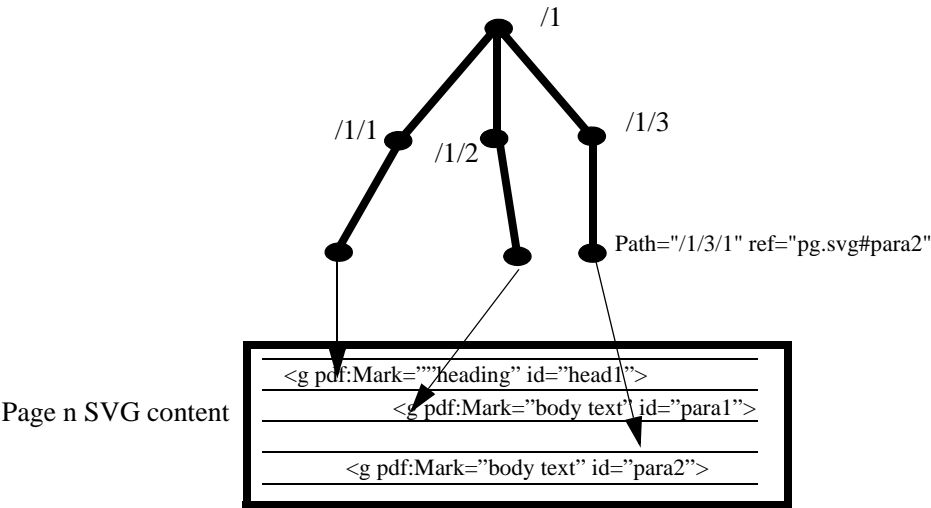 /1
/1/1
/1/2
/1/3
Path="/1/3/1" ref="pg.svg#para2"
Page n SVG content
<g pdf:Mark=””heading” id=”head1”>
<g pdf:Mark=”body text” id=”para1”>
<g pdf:Mark=”body text” id=”para2”>